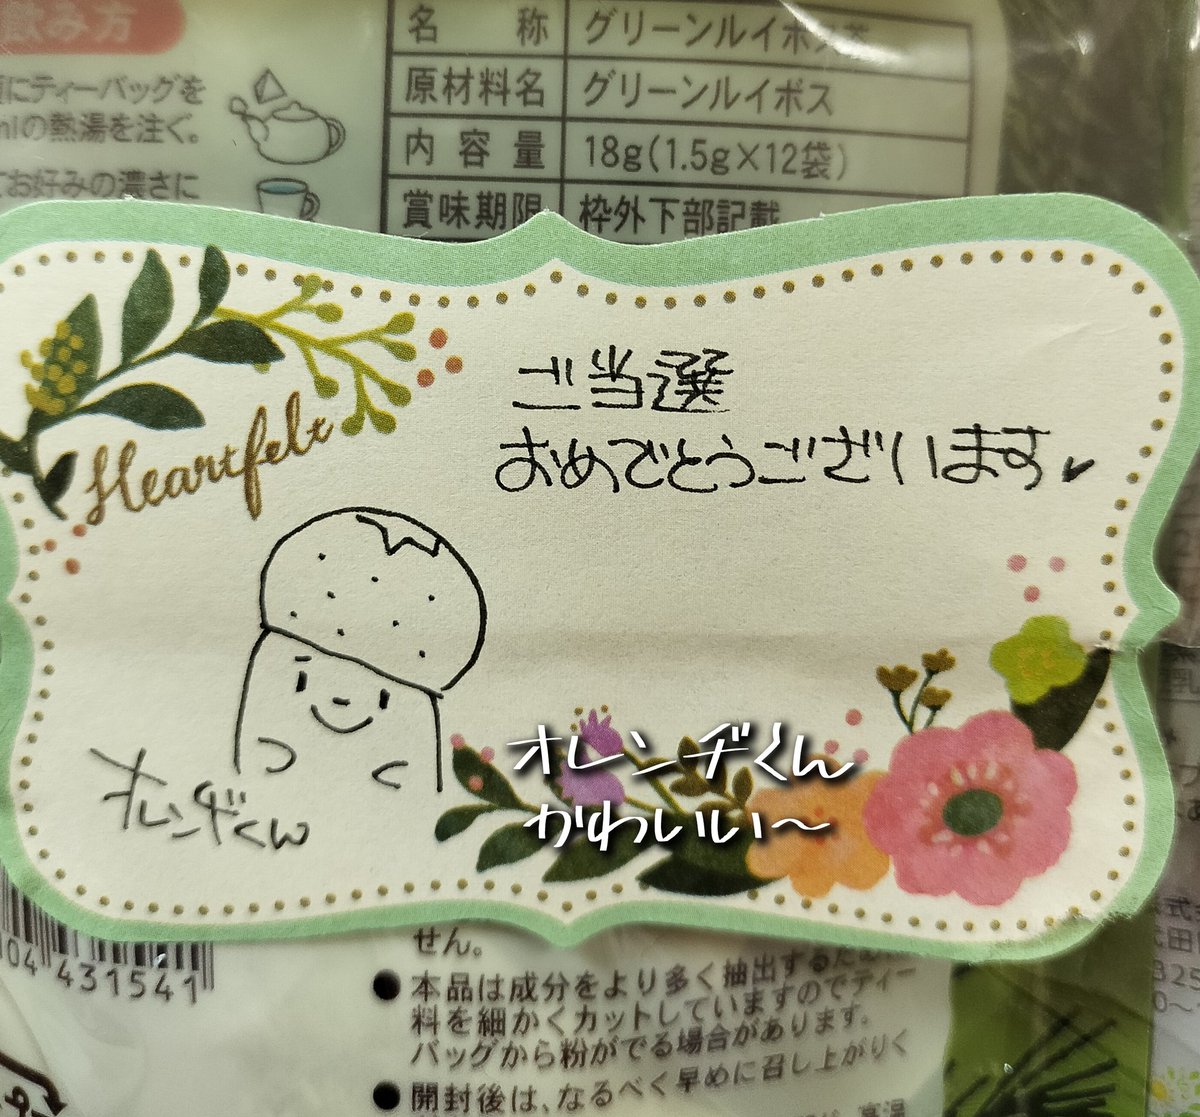 飲み方
にティーバッグを
mlの熱湯を注ぐ。
お好みの濃さに
名 称 グリーンルイボス茶
原材料名 グリーンルイボス
内容量 18g(1.5g×12袋)
賞味期限 枠外下部記載
Heartfelt
ご当選
おめでとうございます
オレンヂくん
オレンヂくん
かわいい〜
04 431541
せん。
●本品は成分をより多く抽出するため
料を細かくカットしていますのでティー
バッグから粉がでる場合があります。
●開封後は、なるべく早めに召し上がりく